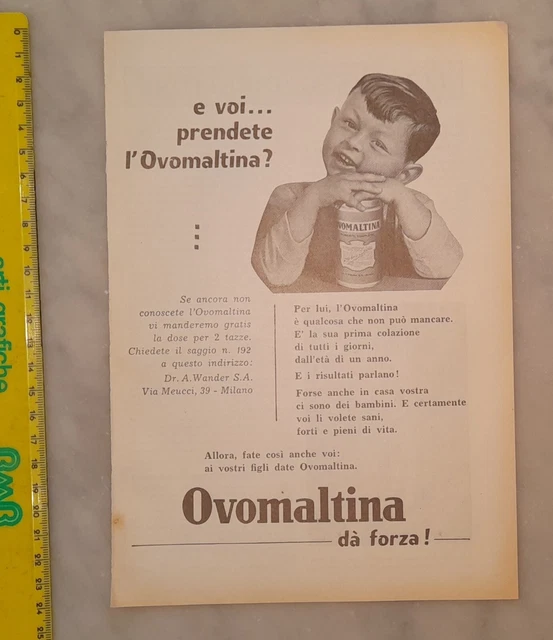 e voi...
prendete
l'Ovomaltina?
OVOMALTINA
Se ancora non
conoscete l'Ovomaltina
vi manderemo gratis
la dose per 2 tazze.
Chiedete il saggio n. 192
a questo indirizzo:
Dr. A. Wander S.A.
Via Meucci, 39 - Milano
Per lui, l'Ovomaltina
è qualcosa che non può mancare.
E' la sua prima colazione
di tutti i giorni,
dall'età di un anno.
E i risultati parlano!
Forse anche in casa vostra
ci sono dei bambini. E certamente
voi li volete sani,
forti e pieni di vita.
Allora, fate così anche voi:
ai vostri figli date Ovomaltina.
Ovomaltina
dà forza!
arti grafiche